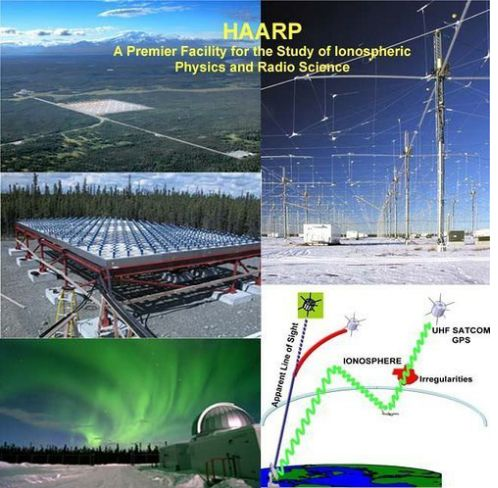 HAARP
A Premier Facility for the Study of Ionospheric
Physics and Radio Science
Apparent Line of Sight
UHF SATCOM
GPS
IONOSPHERE
Irregularities